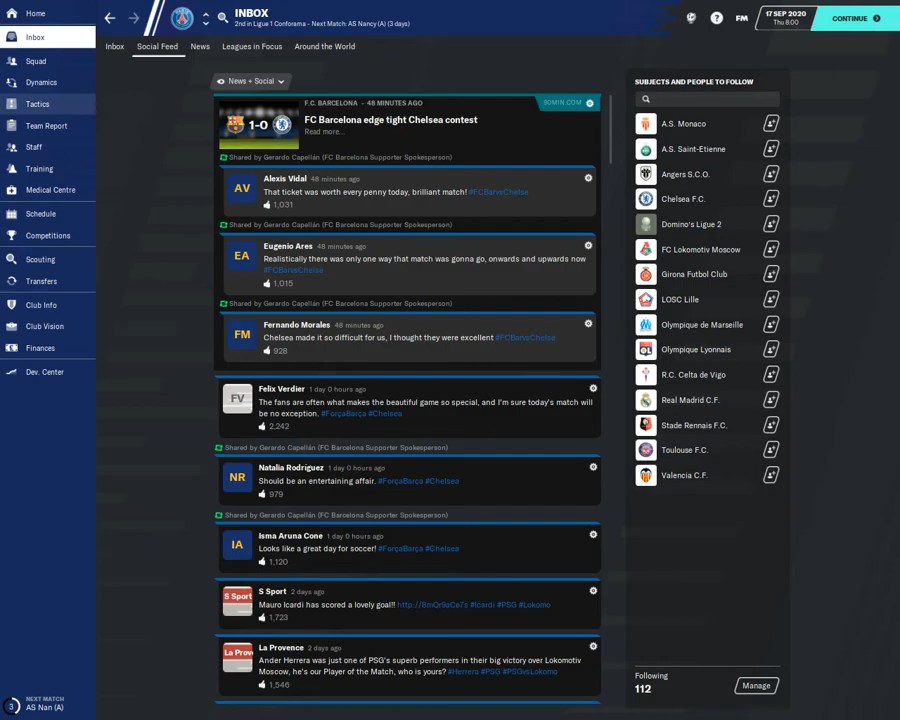 Home
Inbox
Squad
Dynamics
Tactics
Team Report
Staff
Training
Medical Centre
Schedule
Competitions
Scouting
Transfers
Club Info
Club Vision
Finances
Dev. Center
3
NEXT MATCH
AS Nan (A)
INBOX
2nd in Ligue 1 Conforama - Next Match: AS Nancy (A) (3 days)
?
FM
17 SEP 2020
Thu 8:00
CONTINUE
Inbox
Social Feed
News
Leagues in Focus
Around the World
News + Social
1-0
F.C. BARCELONA - 48 MINUTES AGO
90MIN.COM
FC Barcelona edge tight Chelsea contest
Read more...
Shared by Gerardo Capellán (FC Barcelona Supporter Spokesperson)
AV
Alexis Vidal 48 minutes ago
That ticket was worth every penny today, brilliant match! #FCBarvChelse
1,031
Shared by Gerardo Capellán (FC Barcelona Supporter Spokesperson)
EA
Eugenio Ares 48 minutes ago
Realistically there was only one way that match was gonna go, onwards and upwards now
#FCBarvChelse
1,015
Shared by Gerardo Capellán (FC Barcelona Supporter Spokesperson)
FM
Fernando Morales 48 minutes ago
Chelsea made it so difficult for us, I thought they were excellent #FCBarvChelse
928
FV
Felix Verdier 1 day 0 hours ago
The fans are often what makes the beautiful game so special, and I'm sure today's match will
be no exception. #ForçaBarça #Chelsea
2,242
Shared by Gerardo Capellán (FC Barcelona Supporter Spokesperson)
NR
Natalia Rodríguez 1 day 0 hours ago
Should be an entertaining affair. #ForçaBarça #Chelsea
979
Shared by Gerardo Capellán (FC Barcelona Supporter Spokesperson)
IA
Isma Aruna Cone 1 day 0 hours ago
Looks like a great day for soccer! #ForçaBarça #Chelsea
1,120
S Sport
S Sport 2 days ago
Mauro Icardi has scored a lovely goal!! http://6mQr9aCe7s #Icardi #PSG #Lokomo
1,723
La Prov
La Provence 2 days ago
Ander Herrera was just one of PSG's superb performers in their big victory over Lokomotiv
Moscow, he's our Player of the Match, who is yours? #Herrera #PSG #PSGvsLokomo
1,546
SUBJECTS AND PEOPLE TO FOLLOW
A.S. Monaco
A.S. Saint-Etienne
Angers S.C.O.
Chelsea F.C.
Domino's Ligue 2
FC Lokomotiv Moscow
Girona Futbol Club
LOSC Lille
Olympique de Marseille
Olympique Lyonnais
R.C. Celta de Vigo
Real Madrid C.F.
Stade Rennais F.C.
Toulouse F.C.
Valencia C.F.
Following
112
Manage